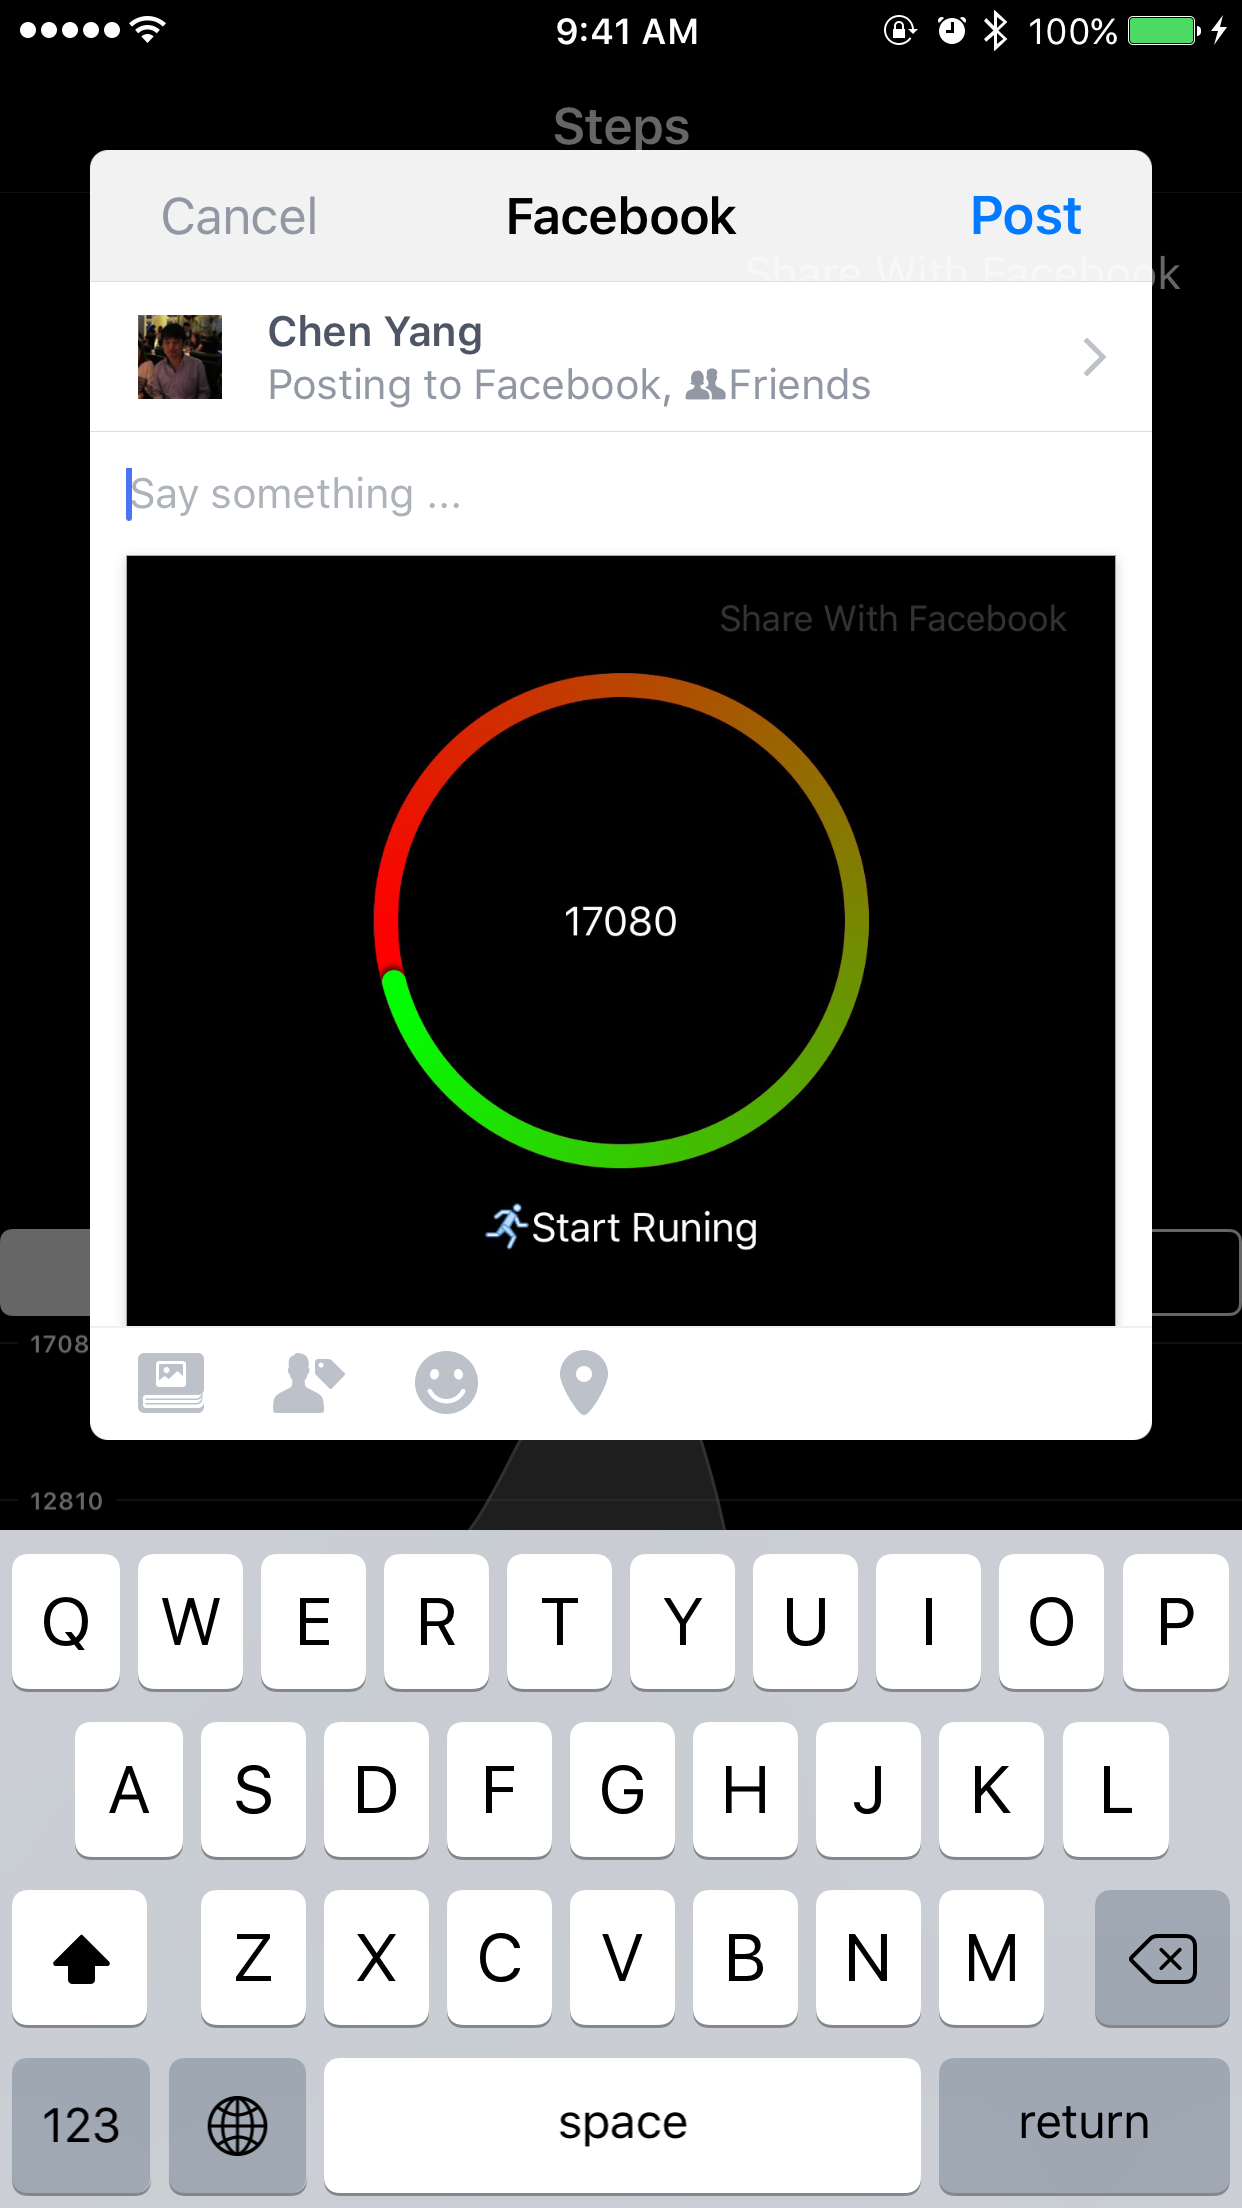 9:41 AM 100%
Steps
Cancel Facebook Post
Share With Facebook
Chen Yang
Posting to Facebook, Friends
Say something ...
Share With Facebook
17080
Start Runing
1708
12810
Q W E R T Y U I O P
A S D F G H J K L
Z X C V B N M
123 space return